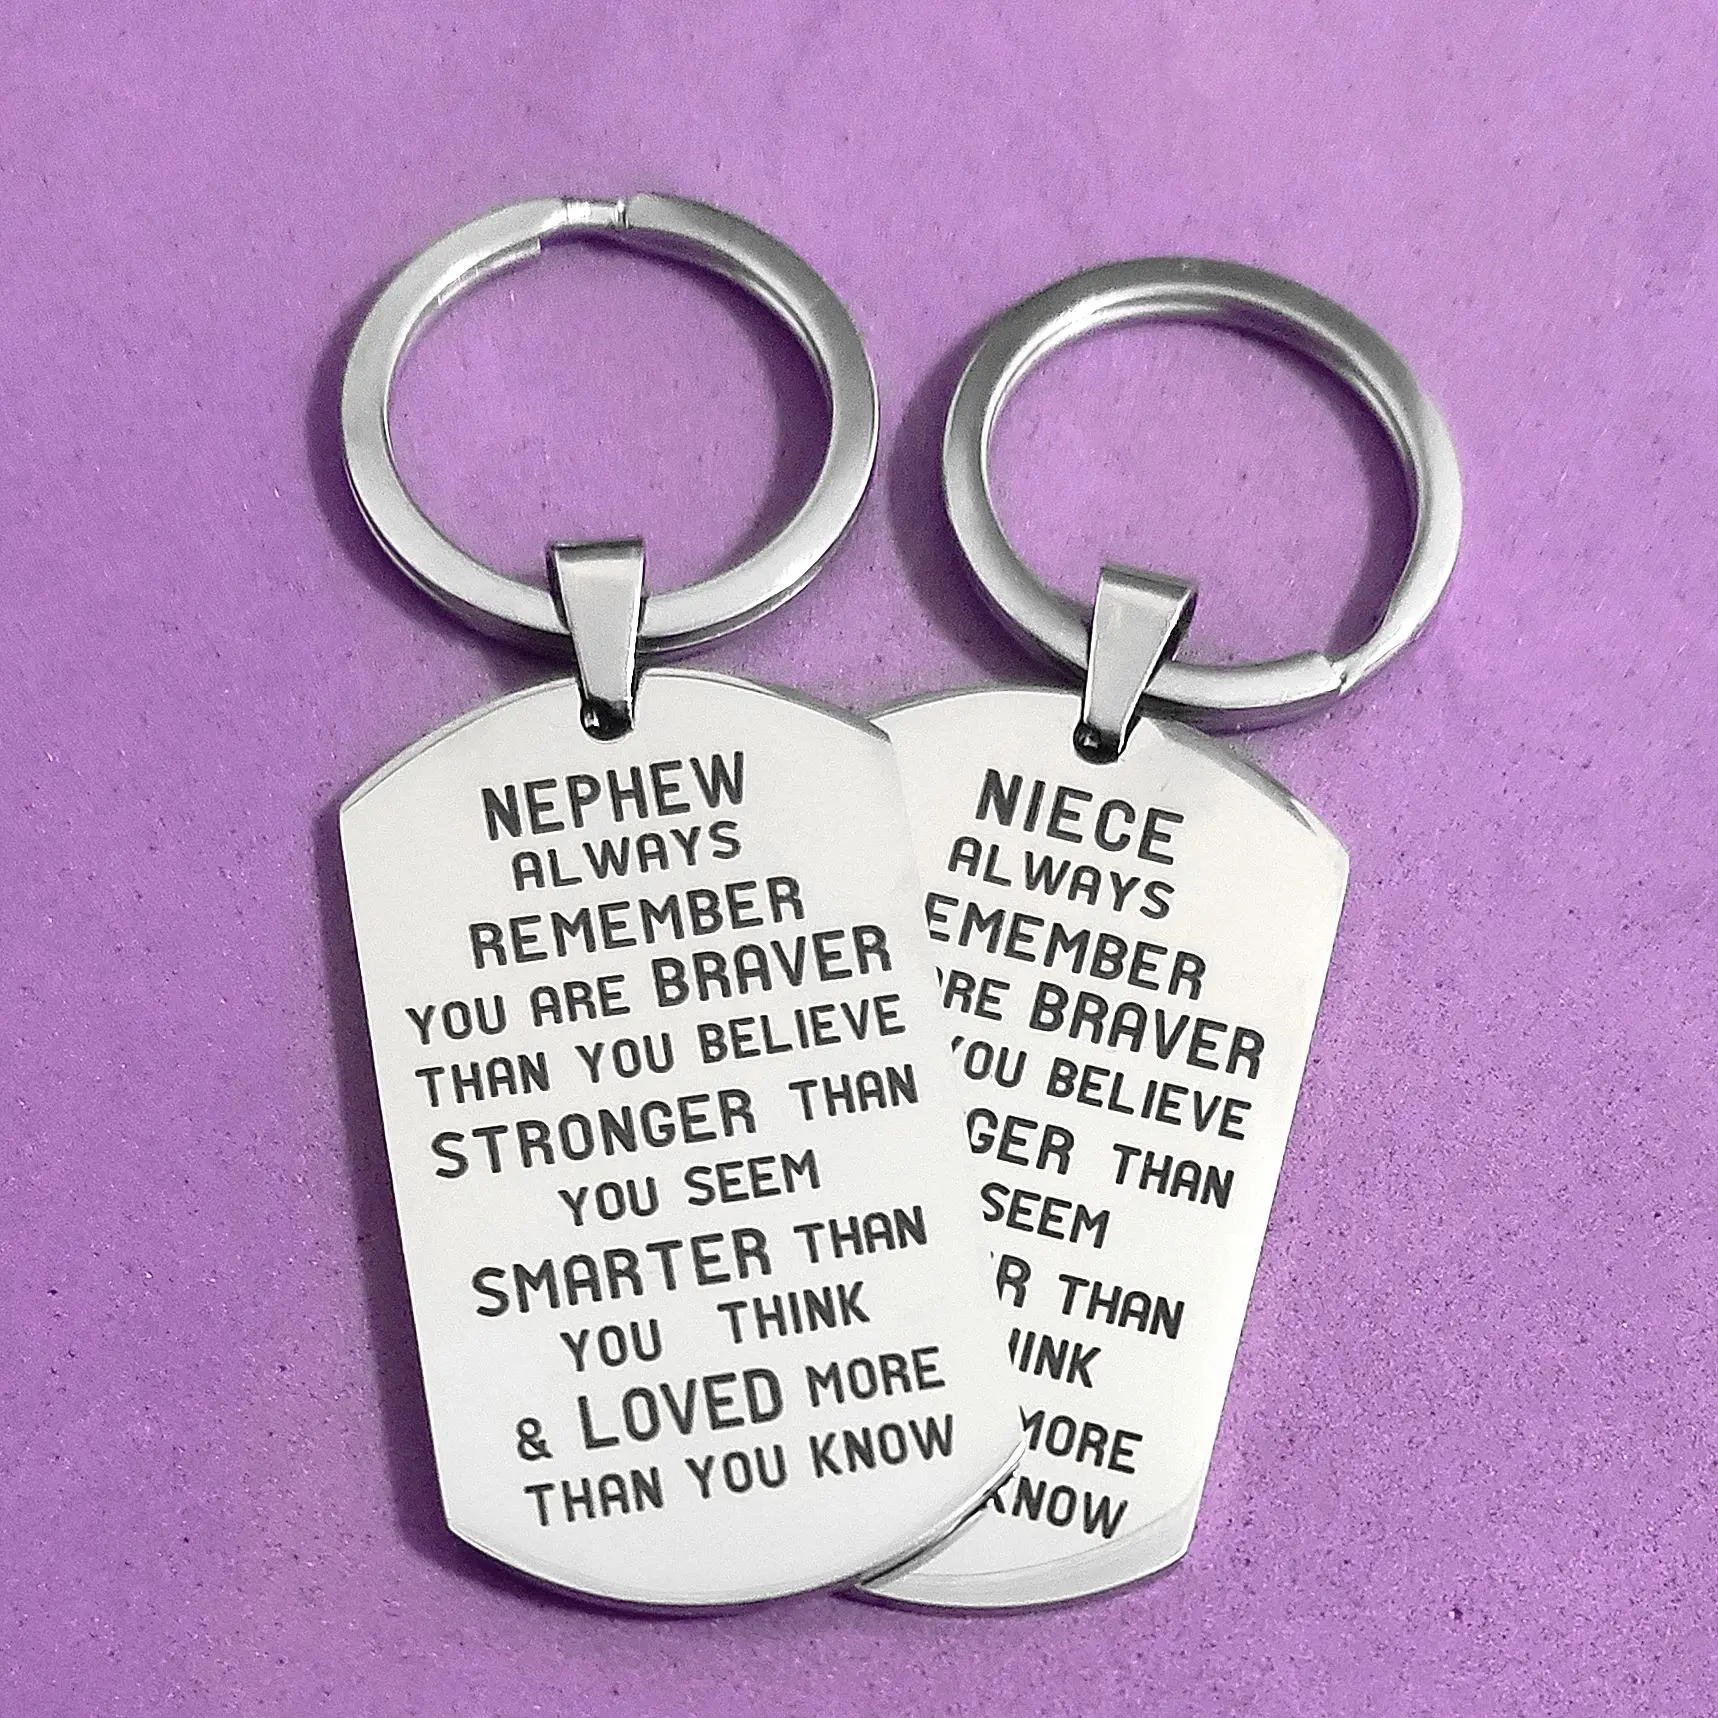 NEPHEW
ALWAYS
REMEMBER
YOU ARE BRAVER
THAN YOU BELIEVE
STRONGER THAN
YOU SEEM
SMARTER THAN
YOU THINK
& LOVED MORE
THAN YOU KNOW
NIECE
ALWAYS
EMEMBER
RE BRAVER
YOU BELIEVE
GER THAN
SEEM
R THAN
INK
MORE
KNOW